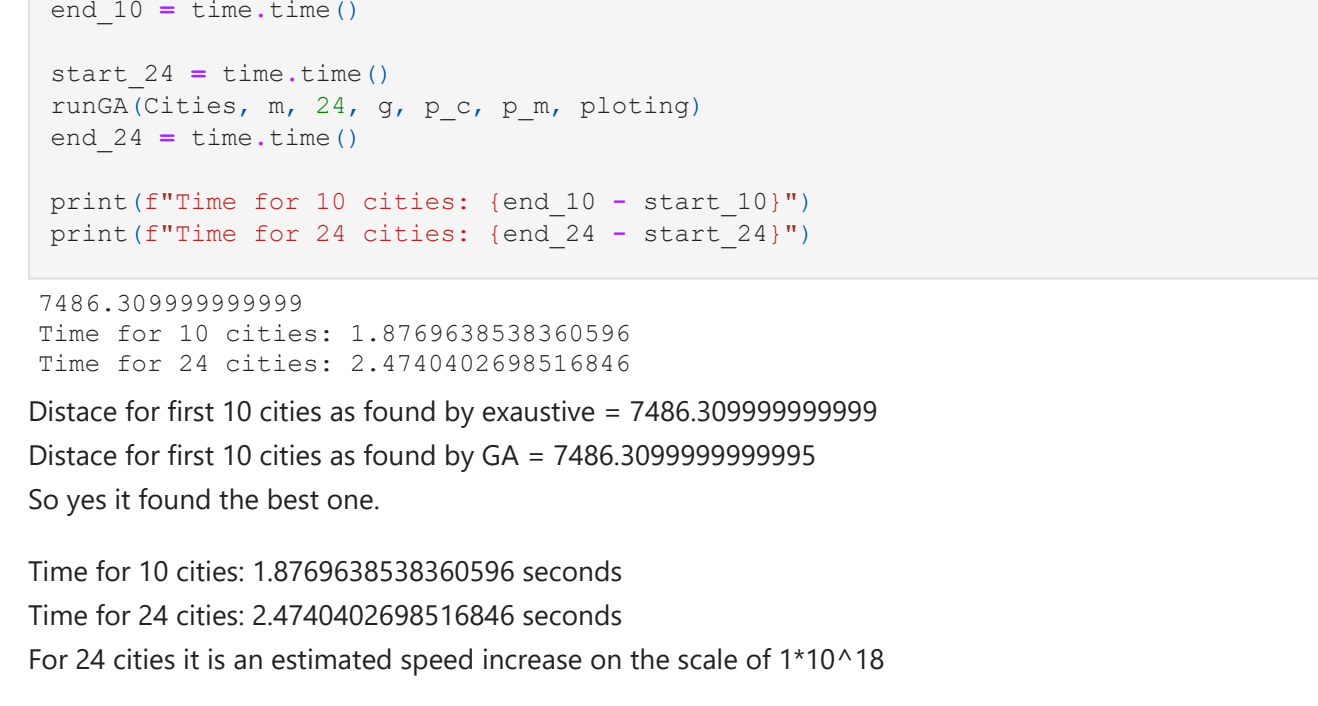 end_10 = time.time()
start_24 = time.time()
runGA(Cities, m, 24, g, p_c, p_m, ploting)
end_24 = time.time()
print(f"Time for 10 cities: {end_10 - start_10}")
print(f"Time for 24 cities: {end_24 - start_24}")
7486.309999999999
Time for 10 cities: 1.8769638538360596
Time for 24 cities: 2.4740402698516846
Distace for first 10 cities as found by exaustive = 7486.309999999999
Distace for first 10 cities as found by GA = 7486.3099999999995
So yes it found the best one.
Time for 10 cities: 1.8769638538360596 seconds
Time for 24 cities: 2.4740402698516846 seconds
For 24 cities it is an estimated speed increase on the scale of 1*10^18